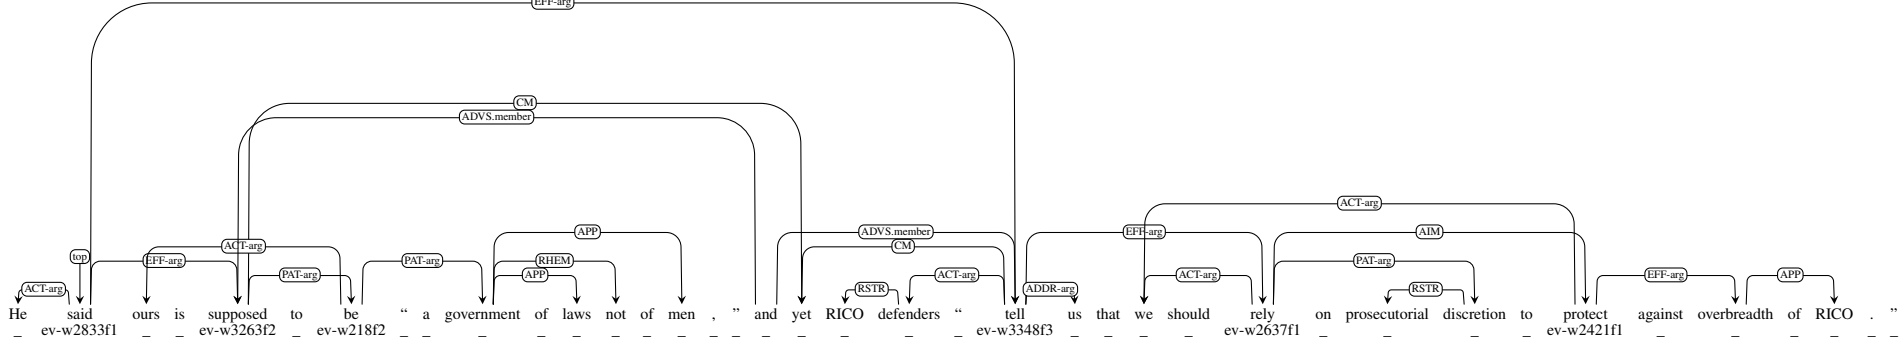 EFF-arg
CM
ADVS.member
ACT-arg
APP ADVS.member EFF-arg AIM
ACT-arg CM
top EFF-arg PAT-arg RHEM PAT-arg
PAT-arg APP ACT-arg ACT-arg EFF-arg APP
ACT-arg RSTR ADDR-arg RSTR
He said ours is supposed to be “ a government of laws not of men , ” and yet RICO defenders “ tell us that we should rely on prosecutorial discretion to protect against overbreadth of RICO . ”
ev-w2833f1 ev-w3263f2 ev-w218f2 ev-w3348f3 ev-w2637f1 ev-w2421f1
_ _ _ _ _ _ _ _ _ _ _ _ _ _ _ _ _ _ _ _ _ _ _ _ _ _ _ _ _ _ _ _ _ _ _ _